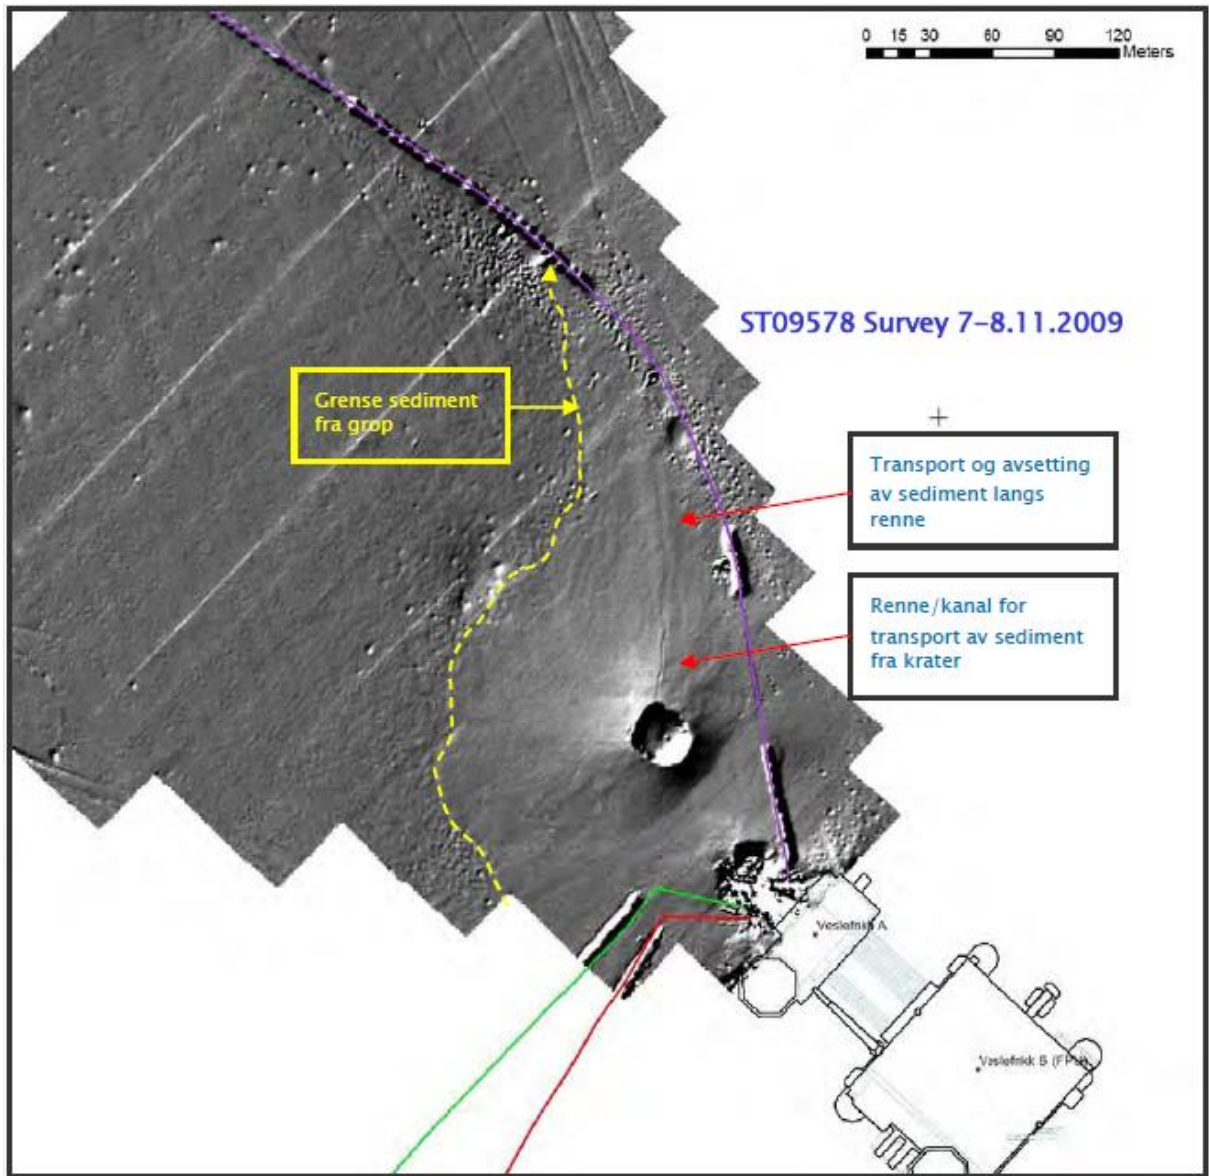 0 15 30 60 90 120
Meters
ST09578 Survey 7-8.11.2009
Grense sediment
fra grop
Transport og avsetting
av sediment langs
renne
Renne/kanal for
transport av sediment
fra krater
Veslefrikk A
Veslefrikk B (FPU)